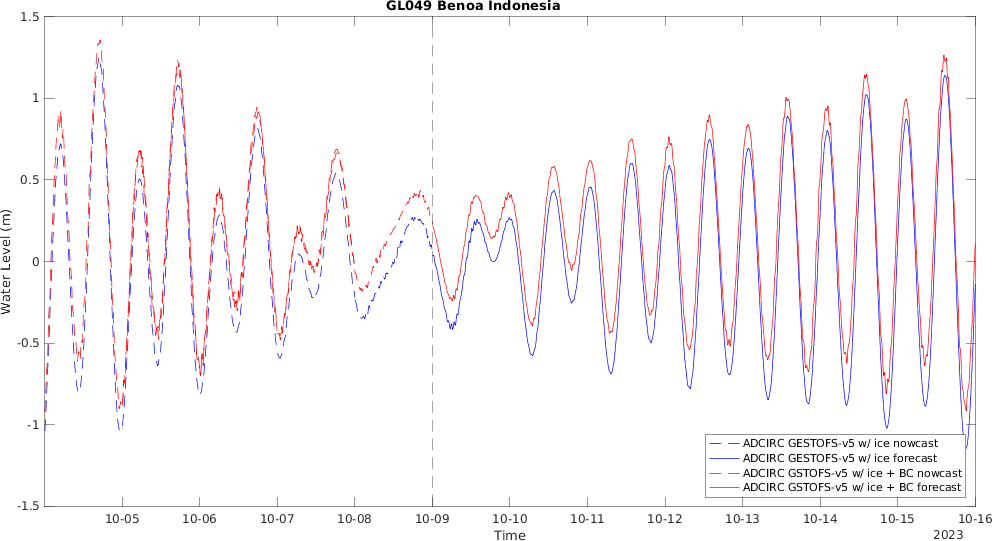 GL049 Benoa Indonesia
1.5
1
0.5
0
-0.5
-1
-1.5
Water Level (m)
ADCIRC GESTOFS-v5 w/ ice nowcast
ADCIRC GESTOFS-v5 w/ ice forecast
ADCIRC GSTOFS-v5 w/ ice + BC nowcast
ADCIRC GSTOFS-v5 w/ ice + BC forecast
10-05 10-06 10-07 10-08 10-09 10-10 10-11 10-12 10-13 10-14 10-15 10-16
Time
2023